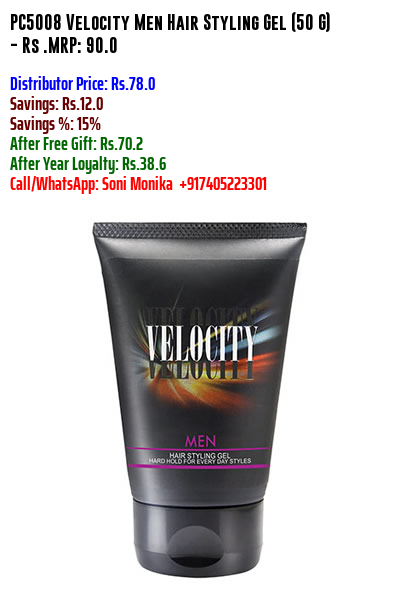 PC5008 Velocity Men Hair Styling Gel (50 G)
- Rs .MRP: 90.0
Distributor Price: Rs.78.0
Savings: Rs.12.0
Savings %: 15%
After Free Gift: Rs.70.2
After Year Loyalty: Rs.38.6
Call/WhatsApp: Soni Monika +917405223301
VELOCITY
MEN
HAIR STYLING GEL
HARD HOLD FOR EVERY DAY STYLES